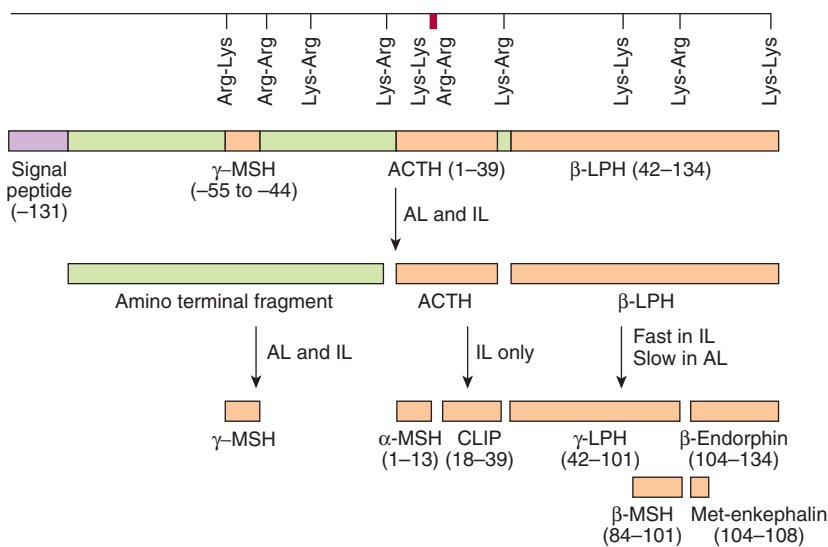 Arg-Lys
Arg-Arg
Lys-Arg
Lys-Arg
Lys-Lys
Arg-Arg
Lys-Arg
Lys-Lys
Lys-Arg
Lys-Lys
Signal
peptide
(–131)
γ–MSH
(–55 to –44)
ACTH (1–39)
β-LPH (42–134)
AL and IL
Amino terminal fragment
ACTH
β-LPH
AL and IL
IL only
Fast in IL
Slow in AL
γ-MSH
α-MSH
(1–13)
CLIP
(18–39)
γ-LPH
(42–101)
β-Endorphin
(104–134)
β-MSH
(84–101)
Met-enkephalin
(104–108)